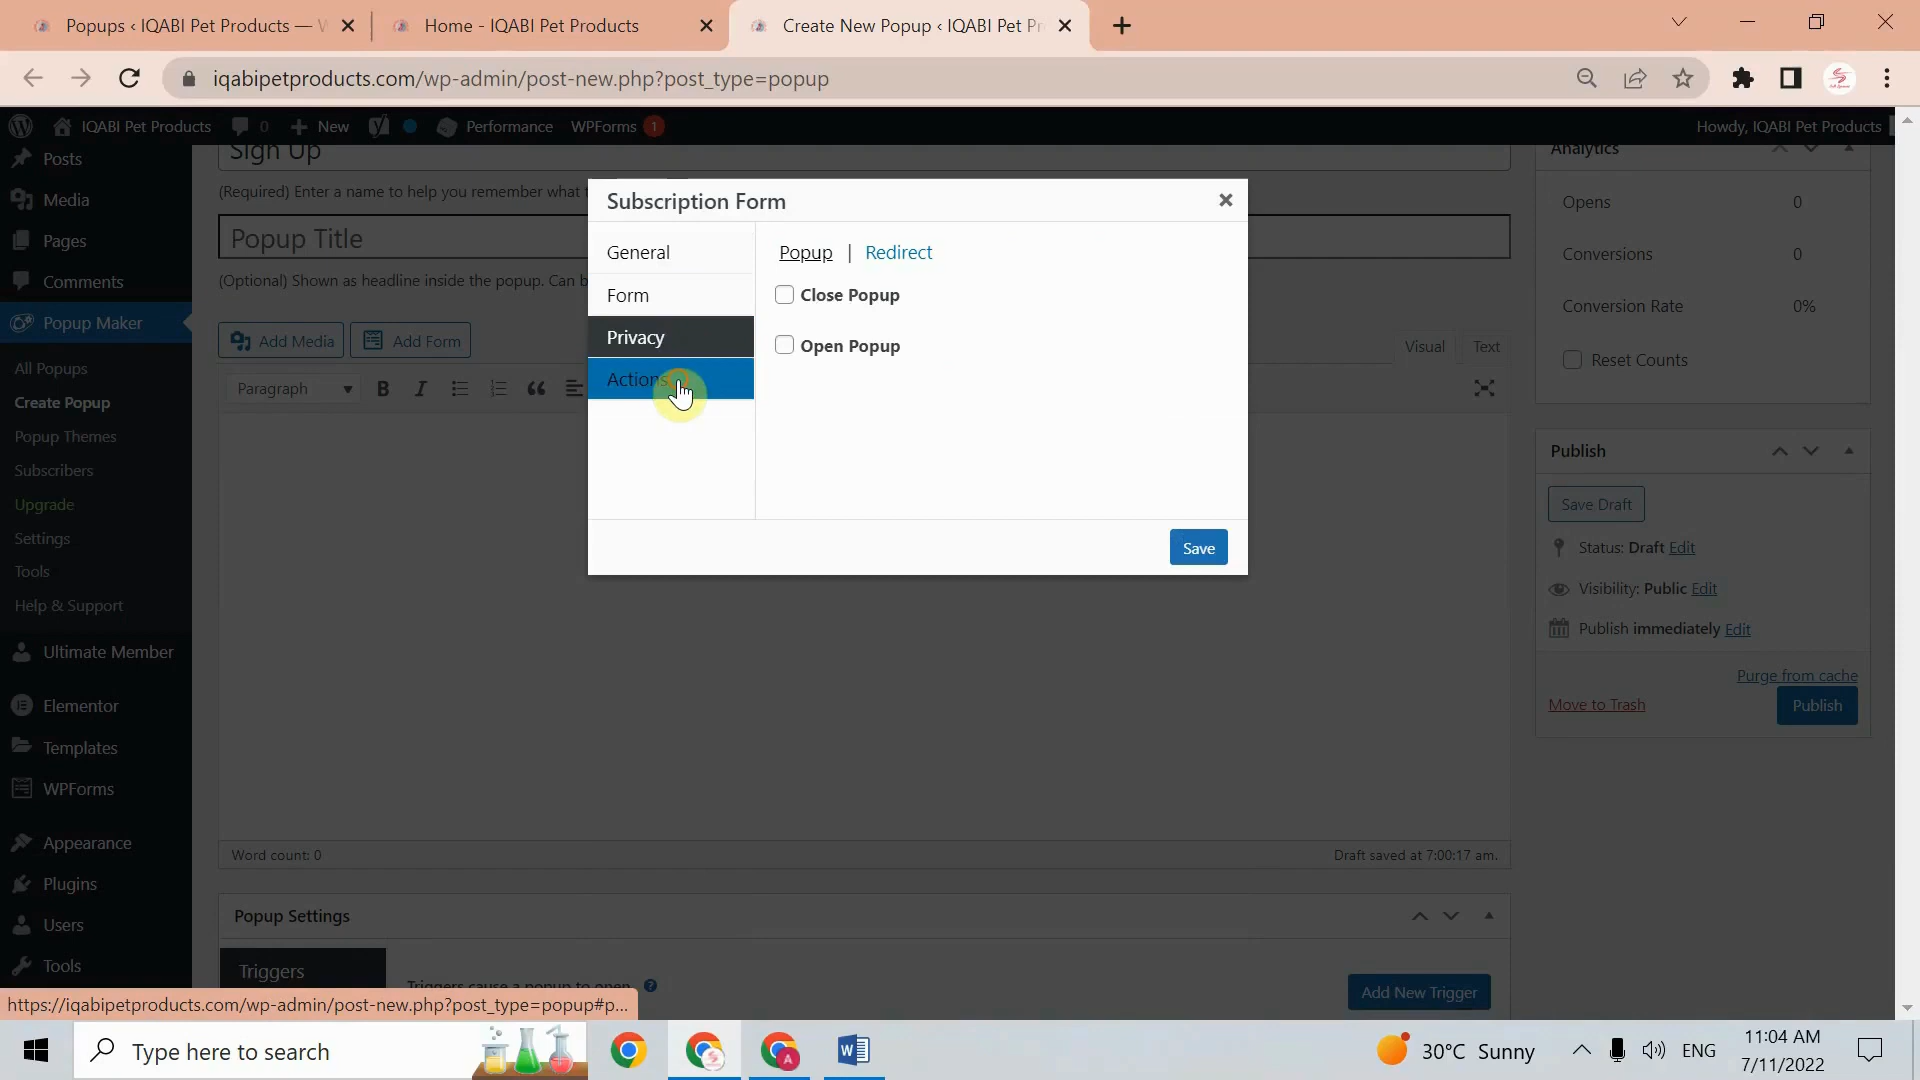 Popups ‹ IQABI Pet Products —
Home - IQABI Pet Products
Create New Popup ‹ IQABI Pet Pr
iqabipetproducts.com/wp-admin/post-new.php?post_type=popup
IQABI Pet Products
0
New
Performance
WPForms 1
Howdy, IQABI Pet Products
Posts
Media
Pages
Comments
Popup Maker
All Popups
Create Popup
Popup Themes
Subscribers
Upgrade
Settings
Tools
Help & Support
Ultimate Member
Elementor
Templates
WPForms
Appearance
Plugins
Users
Tools
Sign Up
(Required) Enter a name to help you remember what
Popup Title
(Optional) Shown as headline inside the popup. Can b
Add Media
Add Form
Visual
Text
Paragraph
B
I
Word count: 0
Draft saved at 7:00:17 am.
Popup Settings
Triggers
Triggers cause a popup to open.
Add New Trigger
Subscription Form
General
Form
Privacy
Actions
Popup | Redirect
Close Popup
Open Popup
Save
Analytics
Opens 0
Conversions 0
Conversion Rate 0%
Reset Counts
Publish
Save Draft
Status: Draft Edit
Visibility: Public Edit
Publish immediately Edit
Purge from cache
Move to Trash
Publish
https://iqabipetproducts.com/wp-admin/post-new.php?post_type=popup#p...
Type here to search
30°C Sunny
ENG
11:04 AM
7/11/2022